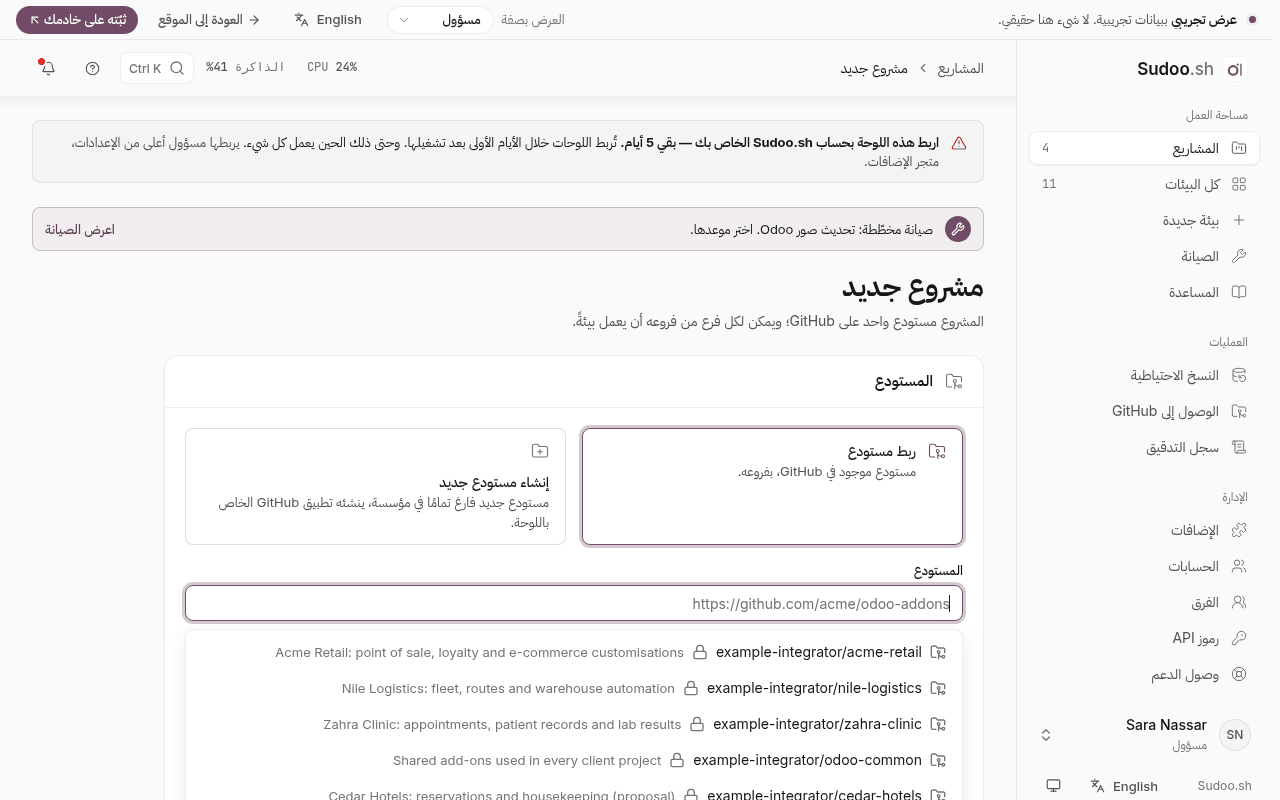 عرض تجريبي ببيانات تجريبية. لا شيء هنا حقيقي.
العرض بصفة
مسؤول
English
العودة إلى الموقع
ثبّته على خادمك
Sudoo.sh
مساحة العمل
المشاريع 4
كل البيئات 11
بيئة جديدة
الصيانة
المساعدة
العمليات
النسخ الاحتياطية
الوصول إلى GitHub
سجل التدقيق
الإدارة
الإضافات
الحسابات
الفرق
رموز API
وصول الدعم
SN
Sara Nassar
مسؤول
Sudoo.sh
English
المشاريع
مشروع جديد
CPU 24%
الذاكرة 41%
Ctrl K
اربط هذه اللوحة بحساب Sudoo.sh الخاص بك — بقي 5 أيام. تُربط اللوحات خلال الأيام الأولى بعد تشغيلها. وحتى ذلك الحين يعمل كل شيء. يربطها مسؤول أعلى من الإعدادات،
متجر الإضافات.
صيانة مخطّطة: تحديث صور Odoo. اختر موعدها.
اعرض الصيانة
مشروع جديد
المشروع مستودع واحد على GitHub؛ ويمكن لكل فرع من فروعه أن يعمل بيئةً.
المستودع
ربط مستودع
مستودع موجود في GitHub، بفروعه.
إنشاء مستودع جديد
مستودع جديد فارغ تمامًا في مؤسسة، ينشئه تطبيق GitHub الخاص
باللوحة.
المستودع
https://github.com/acme/odoo-addons
example-integrator/acme-retail Acme Retail: point of sale, loyalty and e-commerce customisations
example-integrator/nile-logistics Nile Logistics: fleet, routes and warehouse automation
example-integrator/zahra-clinic Zahra Clinic: appointments, patient records and lab results
example-integrator/odoo-common Shared add-ons used in every client project
example-integrator/cedar-hotels Cedar Hotels: reservations and housekeeping (proposal)